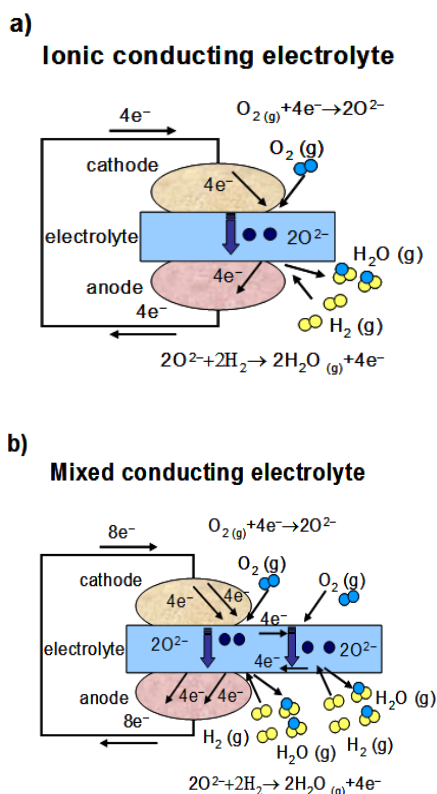 a)
Ionic conducting electrolyte
O₂ (g)+4e⁻→2O²⁻
4e⁻
O₂ (g)
cathode
4e⁻
electrolyte
2O²⁻
H₂O (g)
4e⁻
anode
4e⁻
H₂ (g)
2O²⁻+2H₂→ 2H₂O (g)+4e⁻
b)
Mixed conducting electrolyte
8e⁻
O₂ (g)+4e⁻→2O²⁻
O₂ (g)
cathode
4e⁻
O₂ (g)
4e⁻
4e⁻
electrolyte
2O²⁻
2O²⁻
4e⁻
anode
4e⁻
4e⁻
H₂O (g)
8e⁻
H₂ (g)
H₂O (g)
H₂ (g)
2O²⁻+2H₂→ 2H₂O (g)+4e⁻